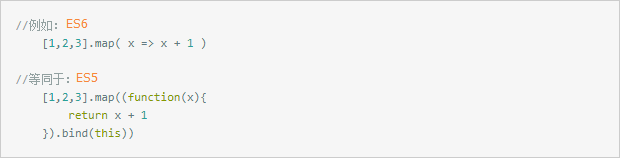 //例如: ES6
[1,2,3].map( x => x + 1 )
//等同于: ES5
[1,2,3].map((function(x){
return x + 1
}).bind(this))